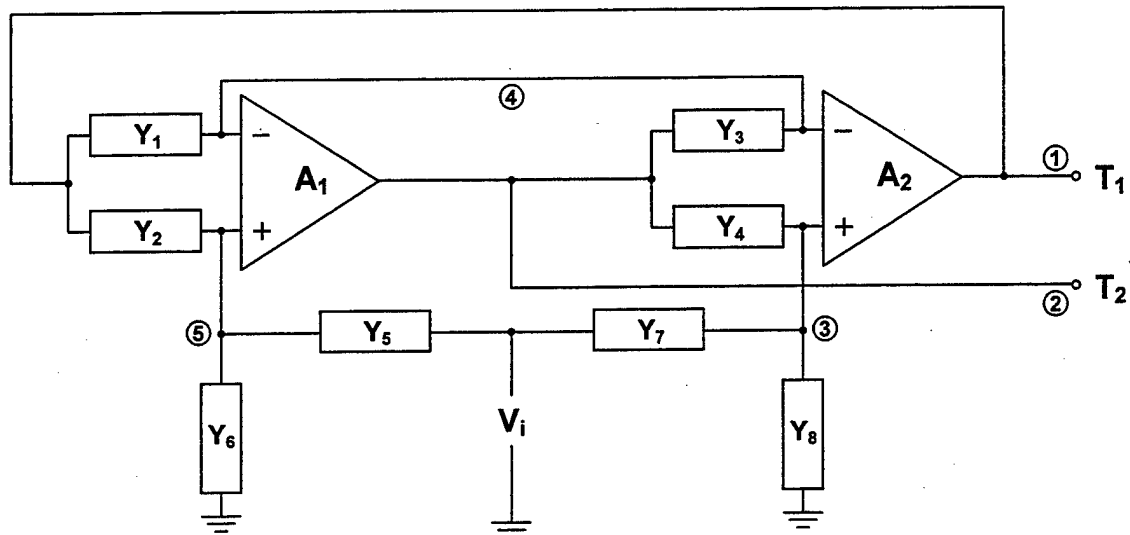 ④
Y₁
−
Y₃
−
A₁
A₂
① T₁
Y₂
+
Y₄
+
② T₂
⑤
Y₅
Y₇
③
Y₆
Vᵢ
Y₈